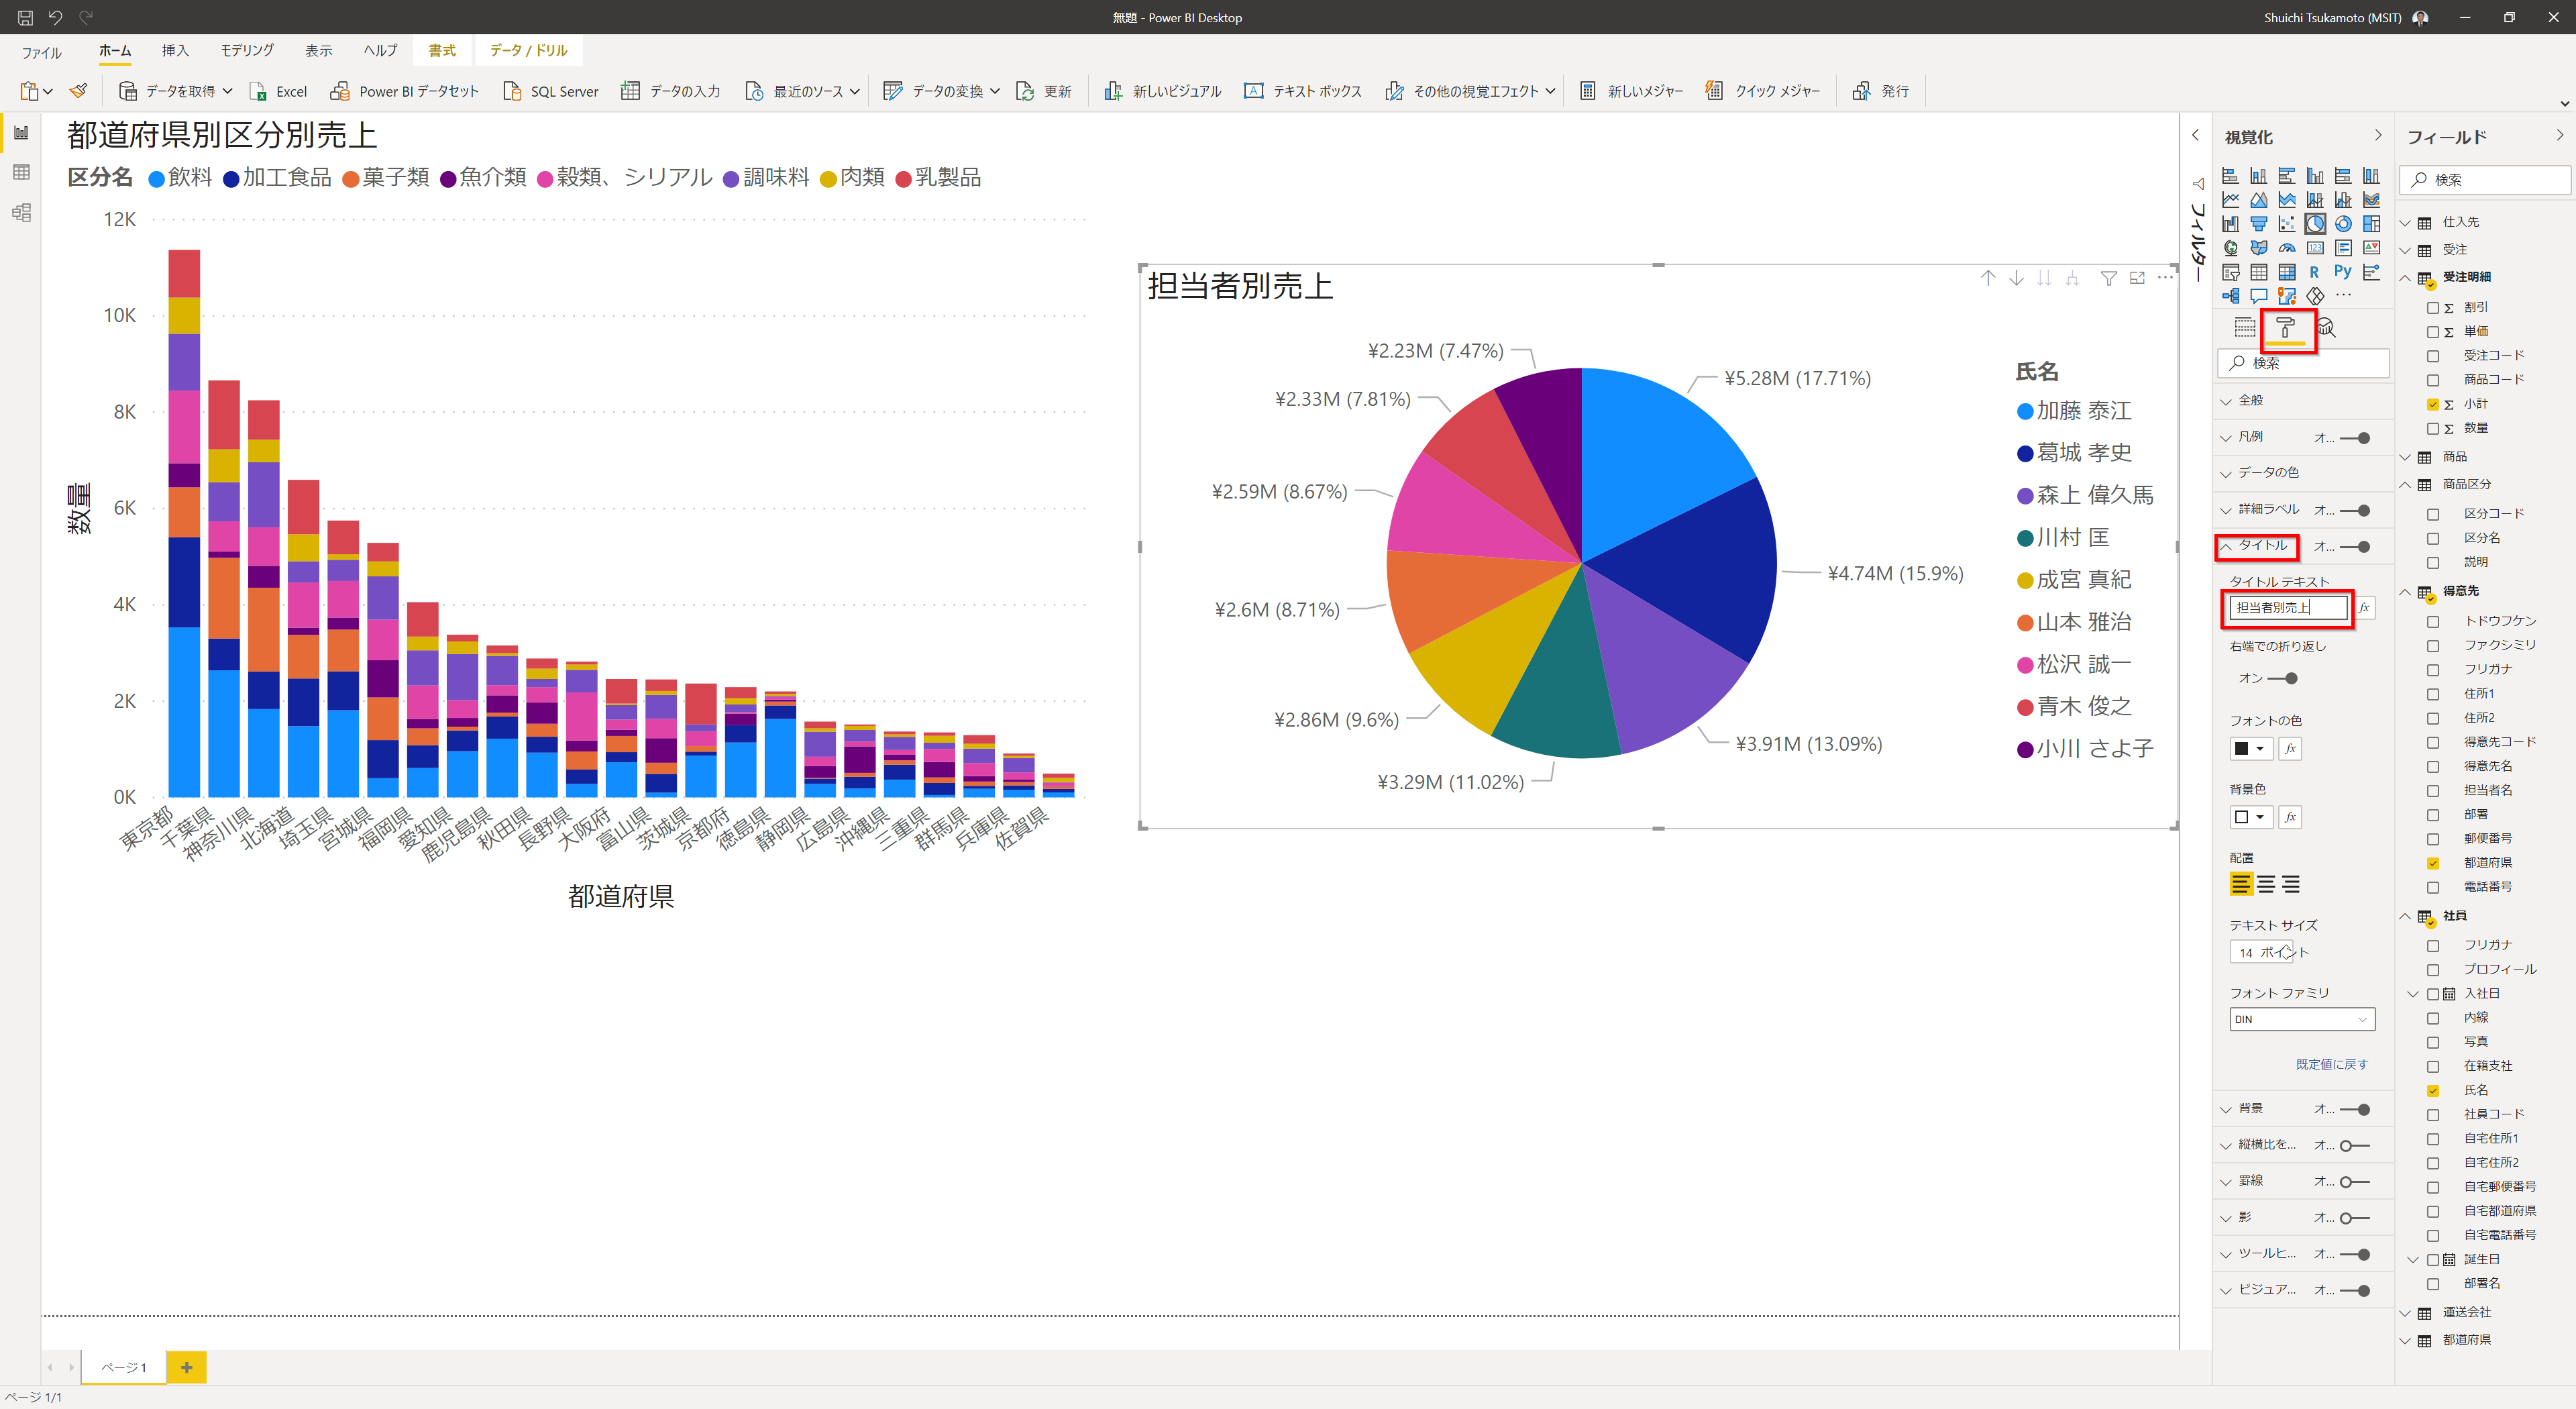 無題 - Power BI Desktop
Shuichi Tsukamoto (MSIT)
ファイル
ホーム
挿入
モデリング
表示
ヘルプ
書式
データ / ドリル
データを取得
Excel
Power BI データセット
SQL Server
データの入力
最近のソース
データの変換
更新
新しいビジュアル
テキスト ボックス
その他の視覚エフェクト
新しいメジャー
クイック メジャー
発行
都道府県別区分別売上
区分名 飲料 加工食品 菓子類 魚介類 穀類、シリアル 調味料 肉類 乳製品
12K
10K
8K
6K
4K
2K
0K
数量
東京都
千葉県
神奈川県
北海道
埼玉県
宮城県
福岡県
愛知県
鹿児島県
秋田県
長野県
大阪府
富山県
茨城県
京都府
徳島県
静岡県
広島県
沖縄県
三重県
群馬県
兵庫県
佐賀県
都道府県
担当者別売上
¥2.23M (7.47%)
¥5.28M (17.71%)
¥2.33M (7.81%)
¥2.59M (8.67%)
¥4.74M (15.9%)
¥2.6M (8.71%)
¥2.86M (9.6%)
¥3.91M (13.09%)
¥3.29M (11.02%)
氏名
加藤 泰江
葛城 孝史
森上 偉久馬
川村 匡
成宮 真紀
山本 雅治
松沢 誠一
青木 俊之
小川 さよ子
フィルター
視覚化
123
R
Py
検索
全般
凡例 オ...
データの色
詳細ラベル オ...
タイトル オ...
タイトル テキスト
担当者別売上
fx
右端での折り返し
オン
フォントの色
fx
背景色
fx
配置
テキスト サイズ
14 ポイント
フォント ファミリ
DIN
既定値に戻す
背景 オ...
縦横比を... オ...
罫線 オ...
影 オ...
ツールヒ... オ...
ビジュア... オ...
フィールド
検索
仕入先
受注
受注明細
Σ 割引
Σ 単価
受注コード
商品コード
Σ 小計
Σ 数量
商品
商品区分
区分コード
区分名
説明
得意先
トドウフケン
ファクシミリ
フリガナ
住所1
住所2
得意先コード
得意先名
担当者名
部署
郵便番号
都道府県
電話番号
社員
フリガナ
プロフィール
入社日
内線
写真
在籍支社
氏名
社員コード
自宅住所1
自宅住所2
自宅郵便番号
自宅都道府県
自宅電話番号
誕生日
部署名
運送会社
都道府県
ページ 1
ページ 1/1